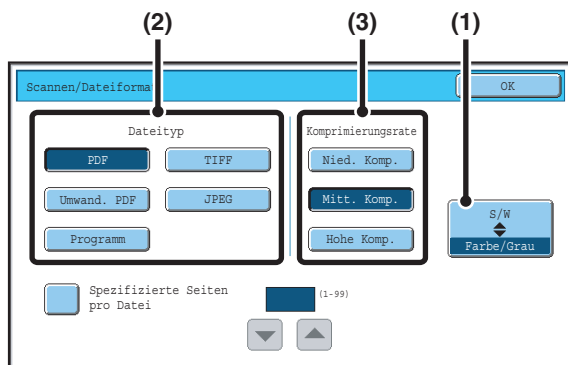 (2) (3) (1)
Scannen/Dateiforma
OK
Dateityp
Komprimierungsrate
PDF
TIFF
Nied. Komp.
Umwand. PDF
JPEG
Mitt. Komp.
S/W
Farbe/Grau
Programm
Hohe Komp.
Spezifizierte Seiten
pro Datei
(1-99)